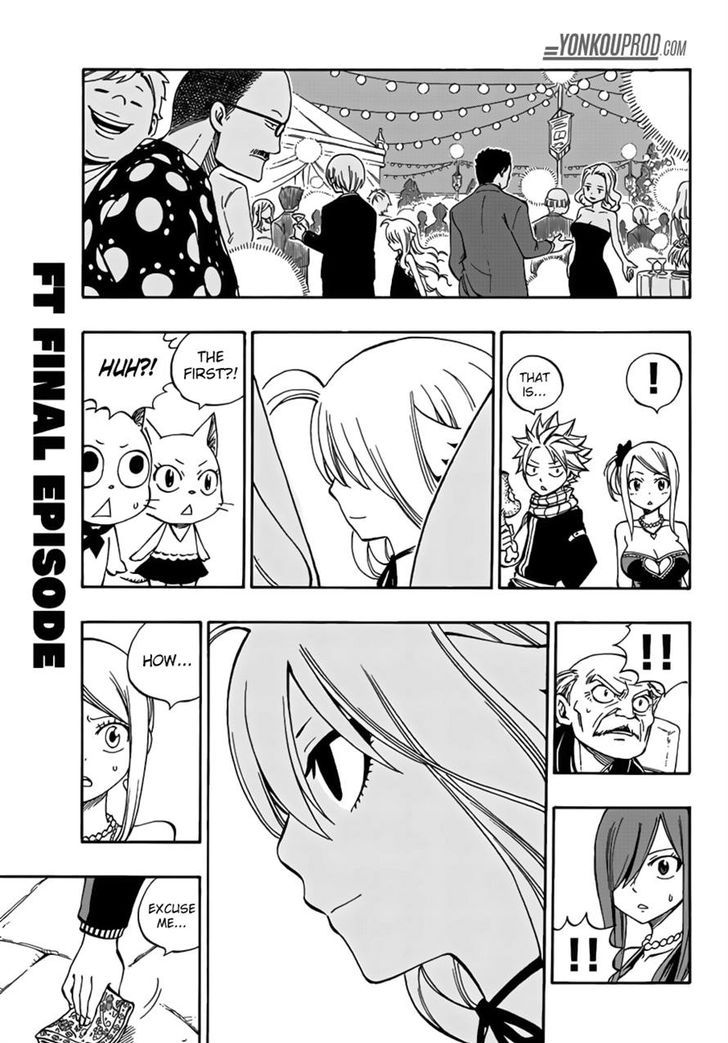 =YONKOUPROD.COM
FT FINAL EPISODE
!
THAT
IS...
THE
FIRST?!
HUH?!
!!
!!
HOW...
EXCUSE
ME...